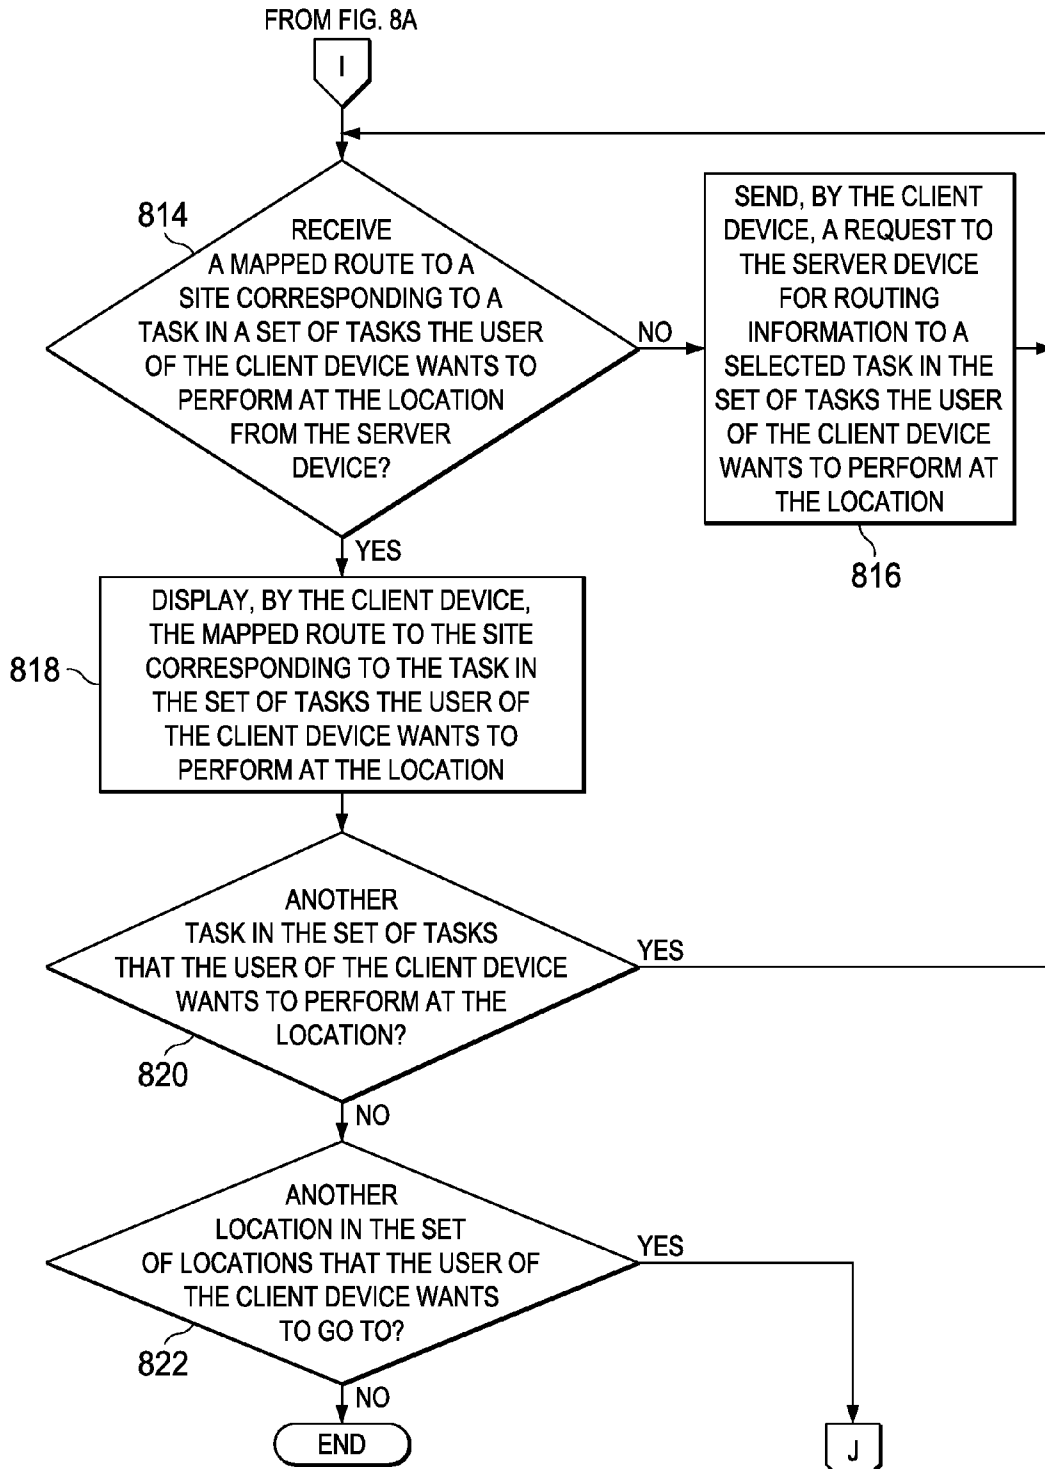 FROM FIG. 8A
I
814
RECEIVE
A MAPPED ROUTE TO A
SITE CORRESPONDING TO A
TASK IN A SET OF TASKS THE USER
OF THE CLIENT DEVICE WANTS TO
PERFORM AT THE LOCATION
FROM THE SERVER
DEVICE?
NO
SEND, BY THE CLIENT
DEVICE, A REQUEST TO
THE SERVER DEVICE
FOR ROUTING
INFORMATION TO A
SELECTED TASK IN THE
SET OF TASKS THE USER
OF THE CLIENT DEVICE
WANTS TO PERFORM AT
THE LOCATION
816
YES
818
DISPLAY, BY THE CLIENT DEVICE,
THE MAPPED ROUTE TO THE SITE
CORRESPONDING TO THE TASK IN
THE SET OF TASKS THE USER OF
THE CLIENT DEVICE WANTS TO
PERFORM AT THE LOCATION
ANOTHER
TASK IN THE SET OF TASKS
THAT THE USER OF THE CLIENT DEVICE
WANTS TO PERFORM AT THE
LOCATION?
YES
820
NO
ANOTHER
LOCATION IN THE SET
OF LOCATIONS THAT THE USER OF
THE CLIENT DEVICE WANTS
TO GO TO?
YES
822
NO
END
J